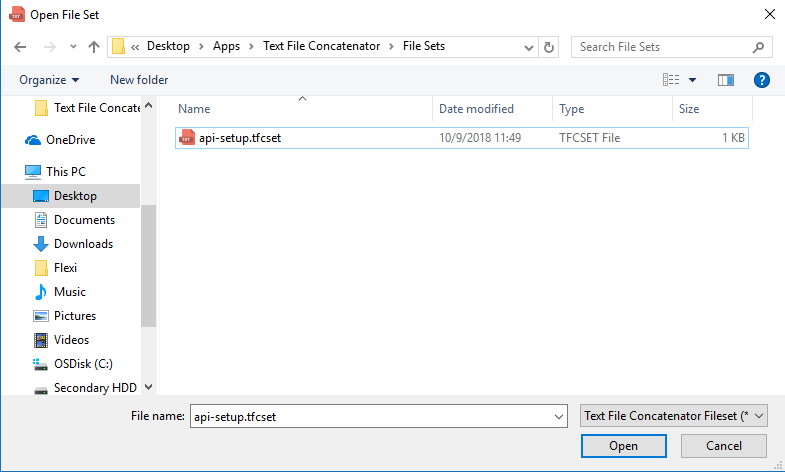 Open File Set
« Desktop > Apps > Text File Concatenator > File Sets
Search File Sets
Organize New folder
Name Date modified Type Size
Text File Concate
OneDrive
This PC
Desktop
Documents
Downloads
Flexi
Music
Pictures
Videos
OSDisk (C:)
Secondary HDD
TXT api-setup.tfcset 10/9/2018 11:49 TFCSET File 1 KB
File name: api-setup.tfcset Text File Concatenator Fileset (*
Open Cancel